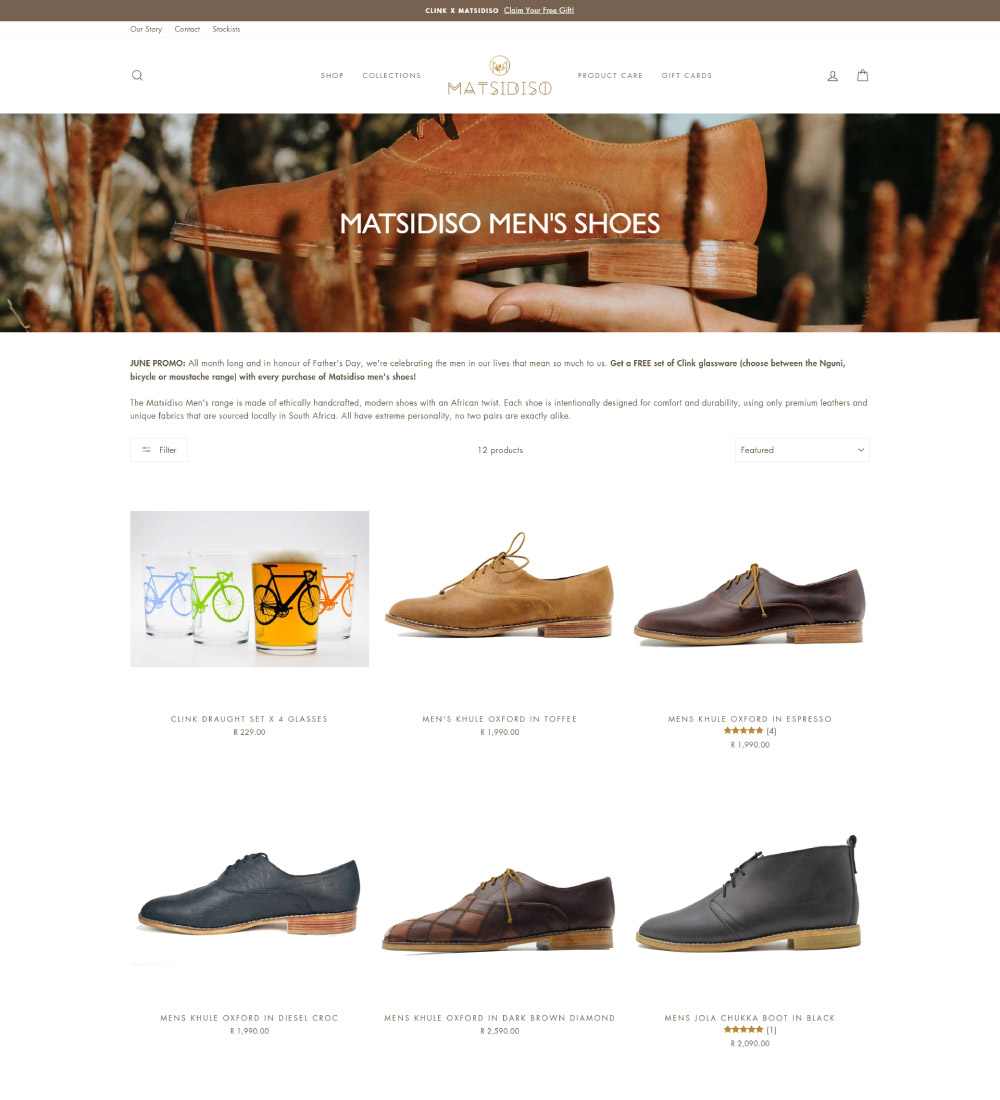 CLINK X MATSIDISO Claim Your Free Gift!
Our Story Contact Stockists
SHOP COLLECTIONS MATSIDISO PRODUCT CARE GIFT CARDS
MATSIDISO MEN'S SHOES
JUNE PROMO: All month long and in honour of Father's Day, we're celebrating the men in our lives that mean so much to us. Get a FREE set of Clink glassware (choose between the Nguni,
bicycle or moustache range) with every purchase of Matsidiso men's shoes!
The Matsidiso Men's range is made of ethically handcrafted, modern shoes with an African twist. Each shoe is intentionally designed for comfort and durability, using only premium leathers and
unique fabrics that are sourced locally in South Africa. All have extreme personality, no two pairs are exactly alike.
Filter 12 products Featured
CLINK DRAUGHT SET X 4 GLASSES
R 229.00
MEN'S KHULE OXFORD IN TOFFEE
R 1,990.00
MENS KHULE OXFORD IN ESPRESSO
(4)
R 1,990.00
MENS KHULE OXFORD IN DIESEL CROC
R 1,990.00
MENS KHULE OXFORD IN DARK BROWN DIAMOND
R 2,590.00
MENS JOLA CHUKKA BOOT IN BLACK
(1)
R 2,090.00